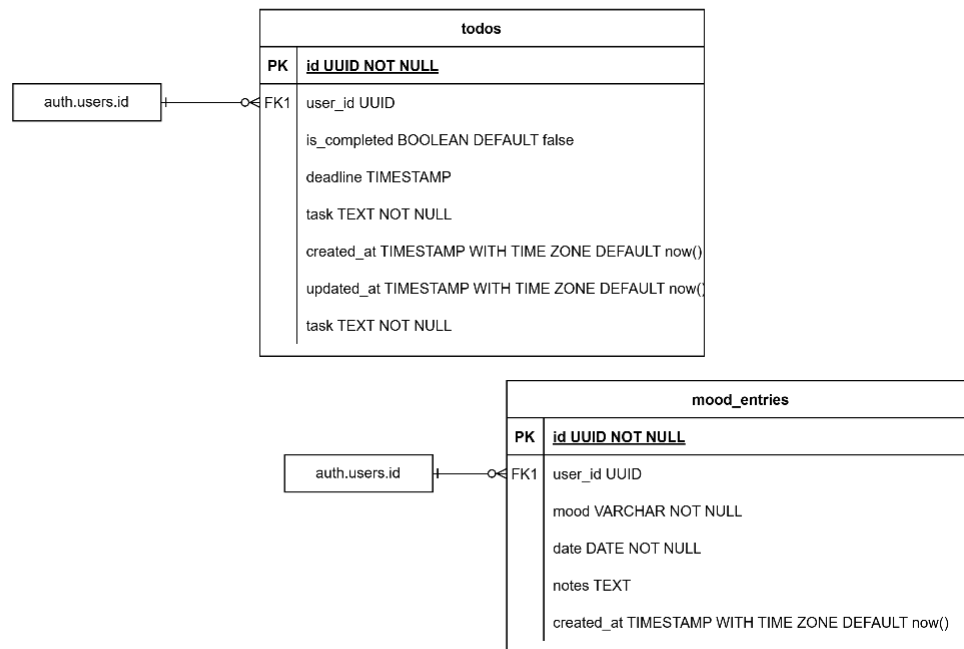 todos
PK id UUID NOT NULL
auth.users.id FK1 user_id UUID
is_completed BOOLEAN DEFAULT false
deadline TIMESTAMP
task TEXT NOT NULL
created_at TIMESTAMP WITH TIME ZONE DEFAULT now()
updated_at TIMESTAMP WITH TIME ZONE DEFAULT now()
task TEXT NOT NULL
mood_entries
PK id UUID NOT NULL
auth.users.id FK1 user_id UUID
mood VARCHAR NOT NULL
date DATE NOT NULL
notes TEXT
created_at TIMESTAMP WITH TIME ZONE DEFAULT now()